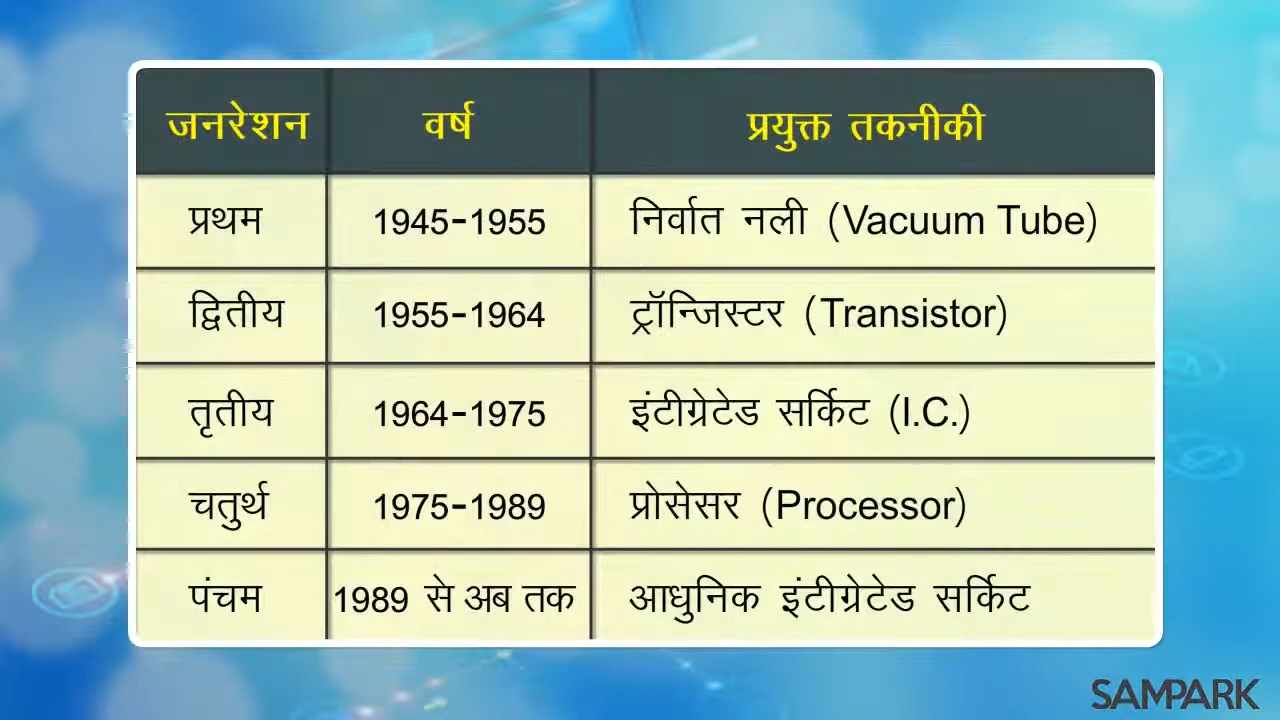 जनरेशन वर्ष प्रयुक्त तकनीकी
प्रथम 1945-1955 निर्वात नली (Vacuum Tube)
द्वितीय 1955-1964 ट्रॉन्जिस्टर (Transistor)
तृतीय 1964-1975 इंटीग्रेटेड सर्किट (I.C.)
चतुर्थ 1975-1989 प्रोसेसर (Processor)
पंचम 1989 से अब तक आधुनिक इंटीग्रेटेड सर्किट
SAMPARK